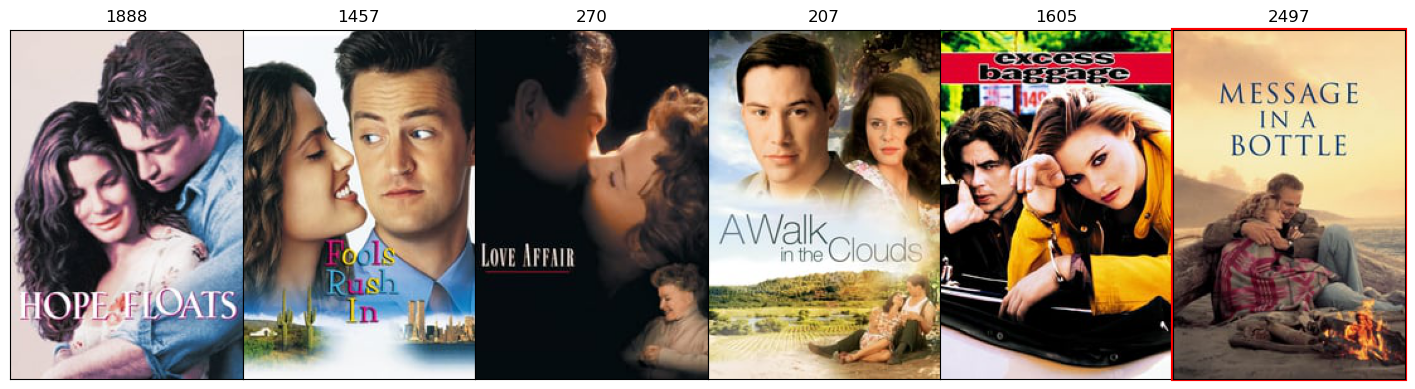 1888 1457 270 207 1605 2497
HOPE FLOATS
Fools
Rush
In
LOVE AFFAIR
A Walk
in the Clouds
excess
baggage
149
MESSAGE
IN A
BOTTLE